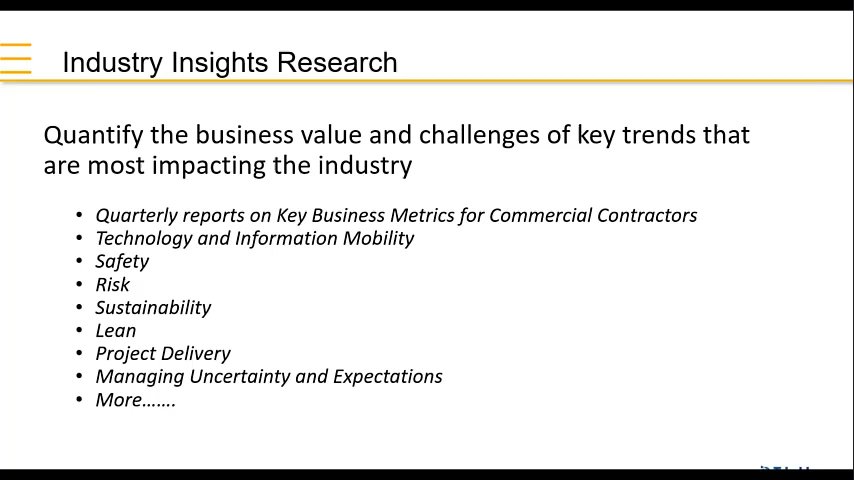 Industry Insights Research
Quantify the business value and challenges of key trends that
are most impacting the industry
• Quarterly reports on Key Business Metrics for Commercial Contractors
• Technology and Information Mobility
• Safety
• Risk
• Sustainability
• Lean
• Project Delivery
• Managing Uncertainty and Expectations
• More…….